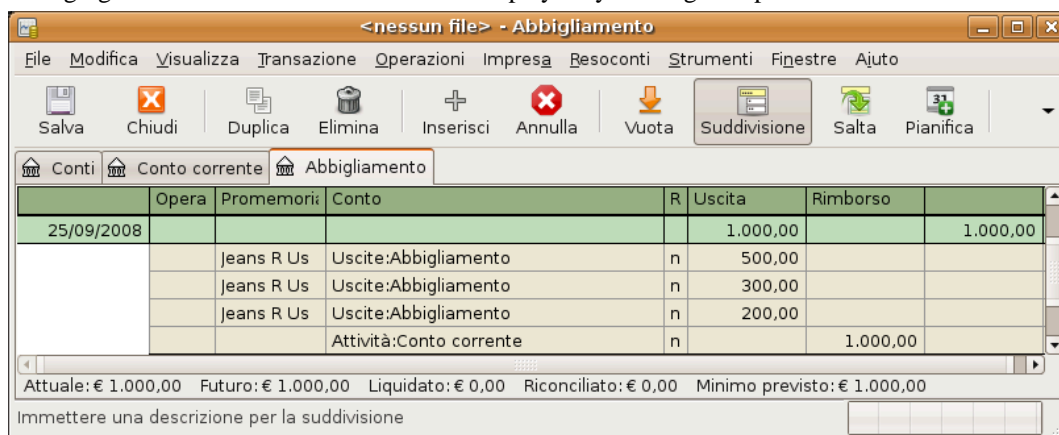 <nessun file> - Abbigliamento
File Modifica Visualizza Transazione Operazioni Impresa Resoconti Strumenti Finestre Aiuto
Salva Chiudi Duplica Elimina Inserisci Annulla Vuota Suddivisione Salta Pianifica
Conti Conto corrente Abbigliamento
Opera Promemoria Conto R Uscita Rimborso
25/09/2008 1.000,00 1.000,00
Jeans R Us Uscite:Abbigliamento n 500,00
Jeans R Us Uscite:Abbigliamento n 300,00
Jeans R Us Uscite:Abbigliamento n 200,00
Attività:Conto corrente n 1.000,00
Attuale: € 1.000,00 Futuro: € 1.000,00 Liquidato: € 0,00 Riconciliato: € 0,00 Minimo previsto: € 1.000,00
Immettere una descrizione per la suddivisione